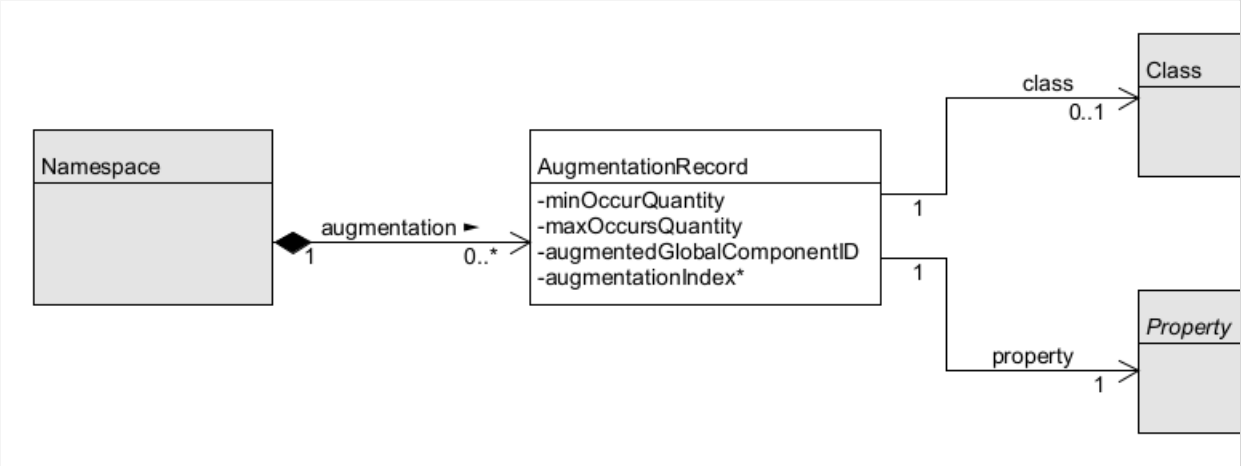 Namespace
augmentation ►
1
0..*
AugmentationRecord
-minOccurQuantity
-maxOccursQuantity
-augmentedGlobalComponentID
-augmentationIndex*
1
class
0..1
Class
1
property
1
Property